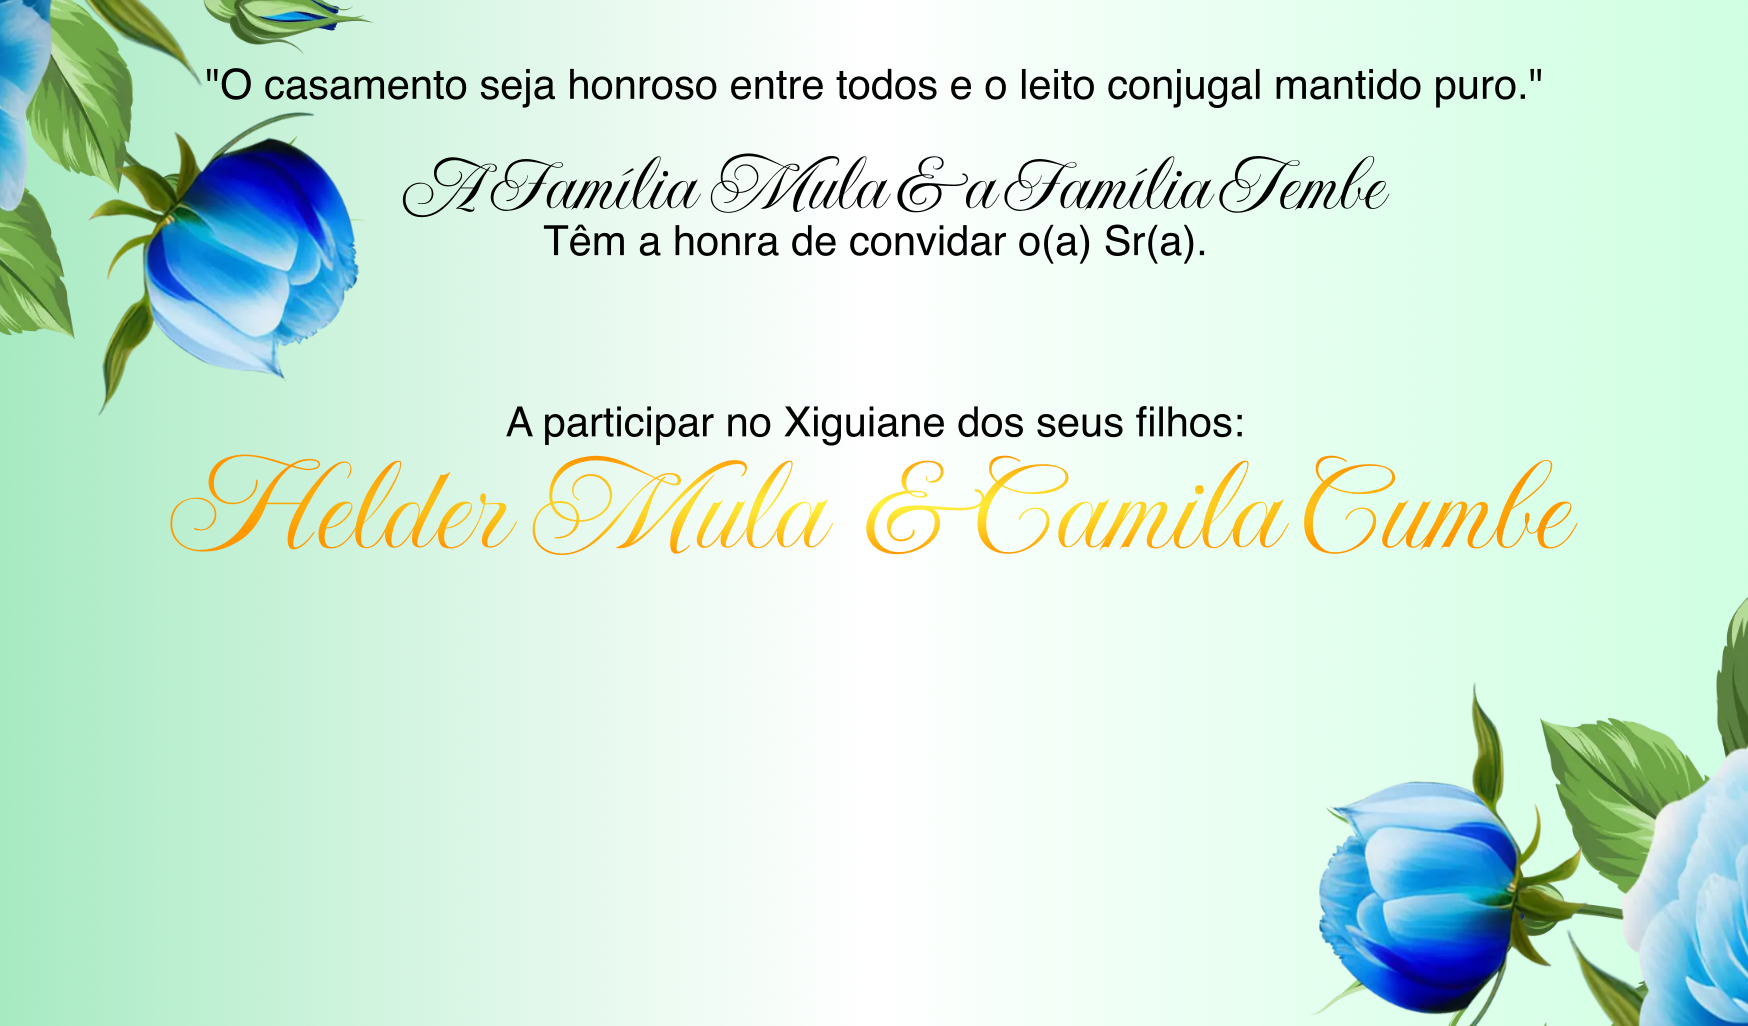 "O casamento seja honroso entre todos e o leito conjugal mantido puro."
A Família Mula & a Família Tembe
Têm a honra de convidar o(a) Sr(a).
A participar no Xiguiane dos seus filhos:
Helder Mula & Camila Cumbe